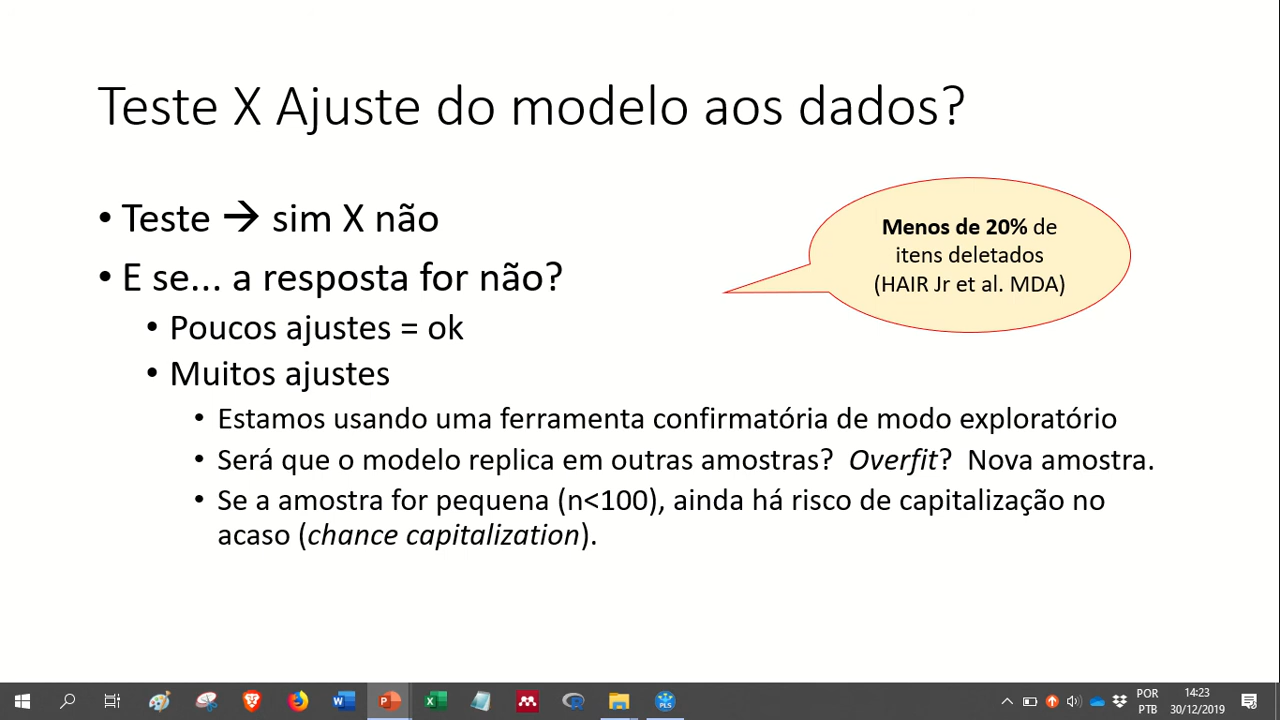 Teste X Ajuste do modelo aos dados?
• Teste → sim X não
• E se... a resposta for não?
• Poucos ajustes = ok
• Muitos ajustes
• Estamos usando uma ferramenta confirmatória de modo exploratório
• Será que o modelo replica em outras amostras? Overfit? Nova amostra.
• Se a amostra for pequena (n<100), ainda há risco de capitalização no
acaso (chance capitalization).
Menos de 20% de
itens deletados
(HAIR Jr et al. MDA)
POR
PTB
14:23
30/12/2019
PLS